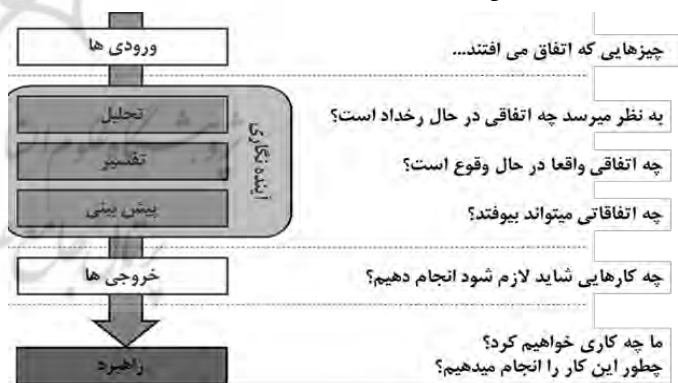 ورودی ها
چیزهایی که اتفاق می افتند...
آینده نگاری
تحلیل
به نظر میرسد چه اتفاقی در حال رخداد است؟
تفسیر
چه اتفاقی واقعا در حال وقوع است؟
پیش بینی
چه اتفاقاتی میتواند بیوفتد؟
خروجی ها
چه کارهایی شاید لازم شود انجام دهیم؟
راهبرد
ما چه کاری خواهیم کرد؟
چطور این کار را انجام میدهیم؟